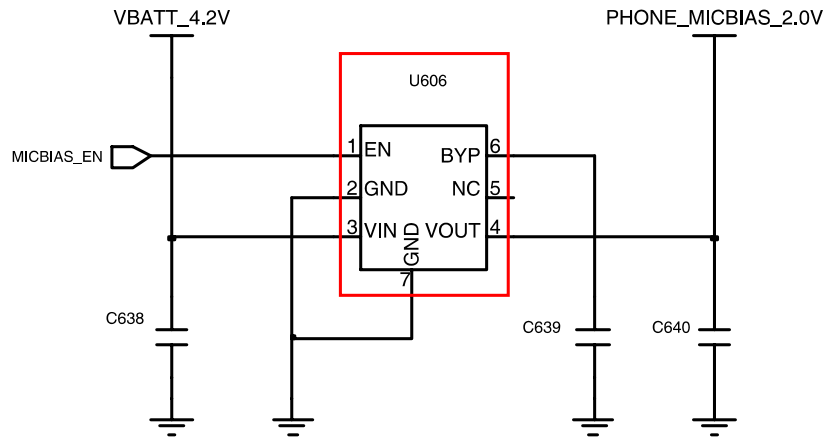 VBATT_4.2V
PHONE_MICBIAS_2.0V
U606
MICBIAS_EN
1 EN
BYP 6
2 GND
NC 5
3 VIN
VOUT 4
GND
7
C638
C639
C640